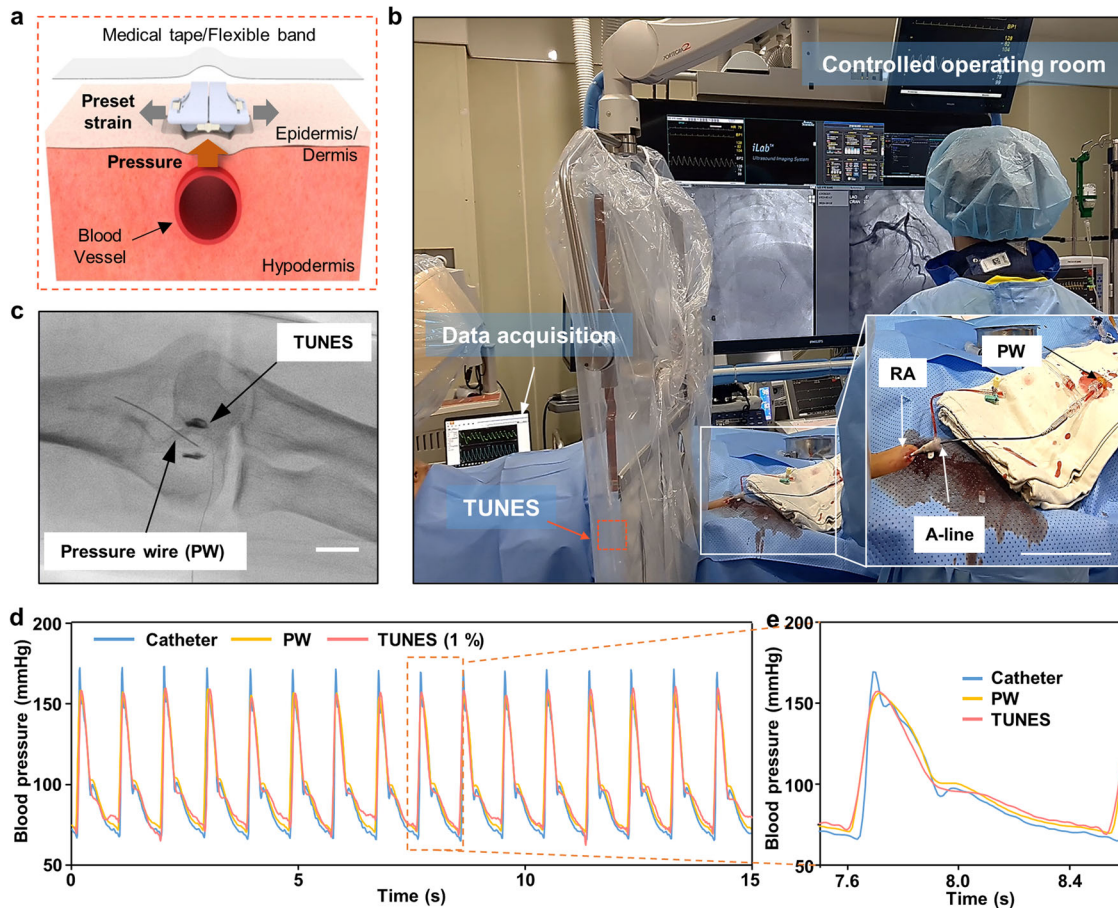 a
Medical tape/Flexible band
Preset
strain
Epidermis/
Dermis
Pressure
Blood
Vessel
Hypodermis
b
Controlled operating room
iLab™
Ultrasound Imaging System
Data acquisition
TUNES
PHILIPS
PW
RA
A-line
c
TUNES
Pressure wire (PW)
d
Blood pressure (mmHg)
200
150
100
50
Catheter
PW
TUNES (1 %)
0
5
10
15
Time (s)
e
Blood pressure (mmHg)
200
150
100
50
Catheter
PW
TUNES
7.6
8.0
8.4
Time (s)